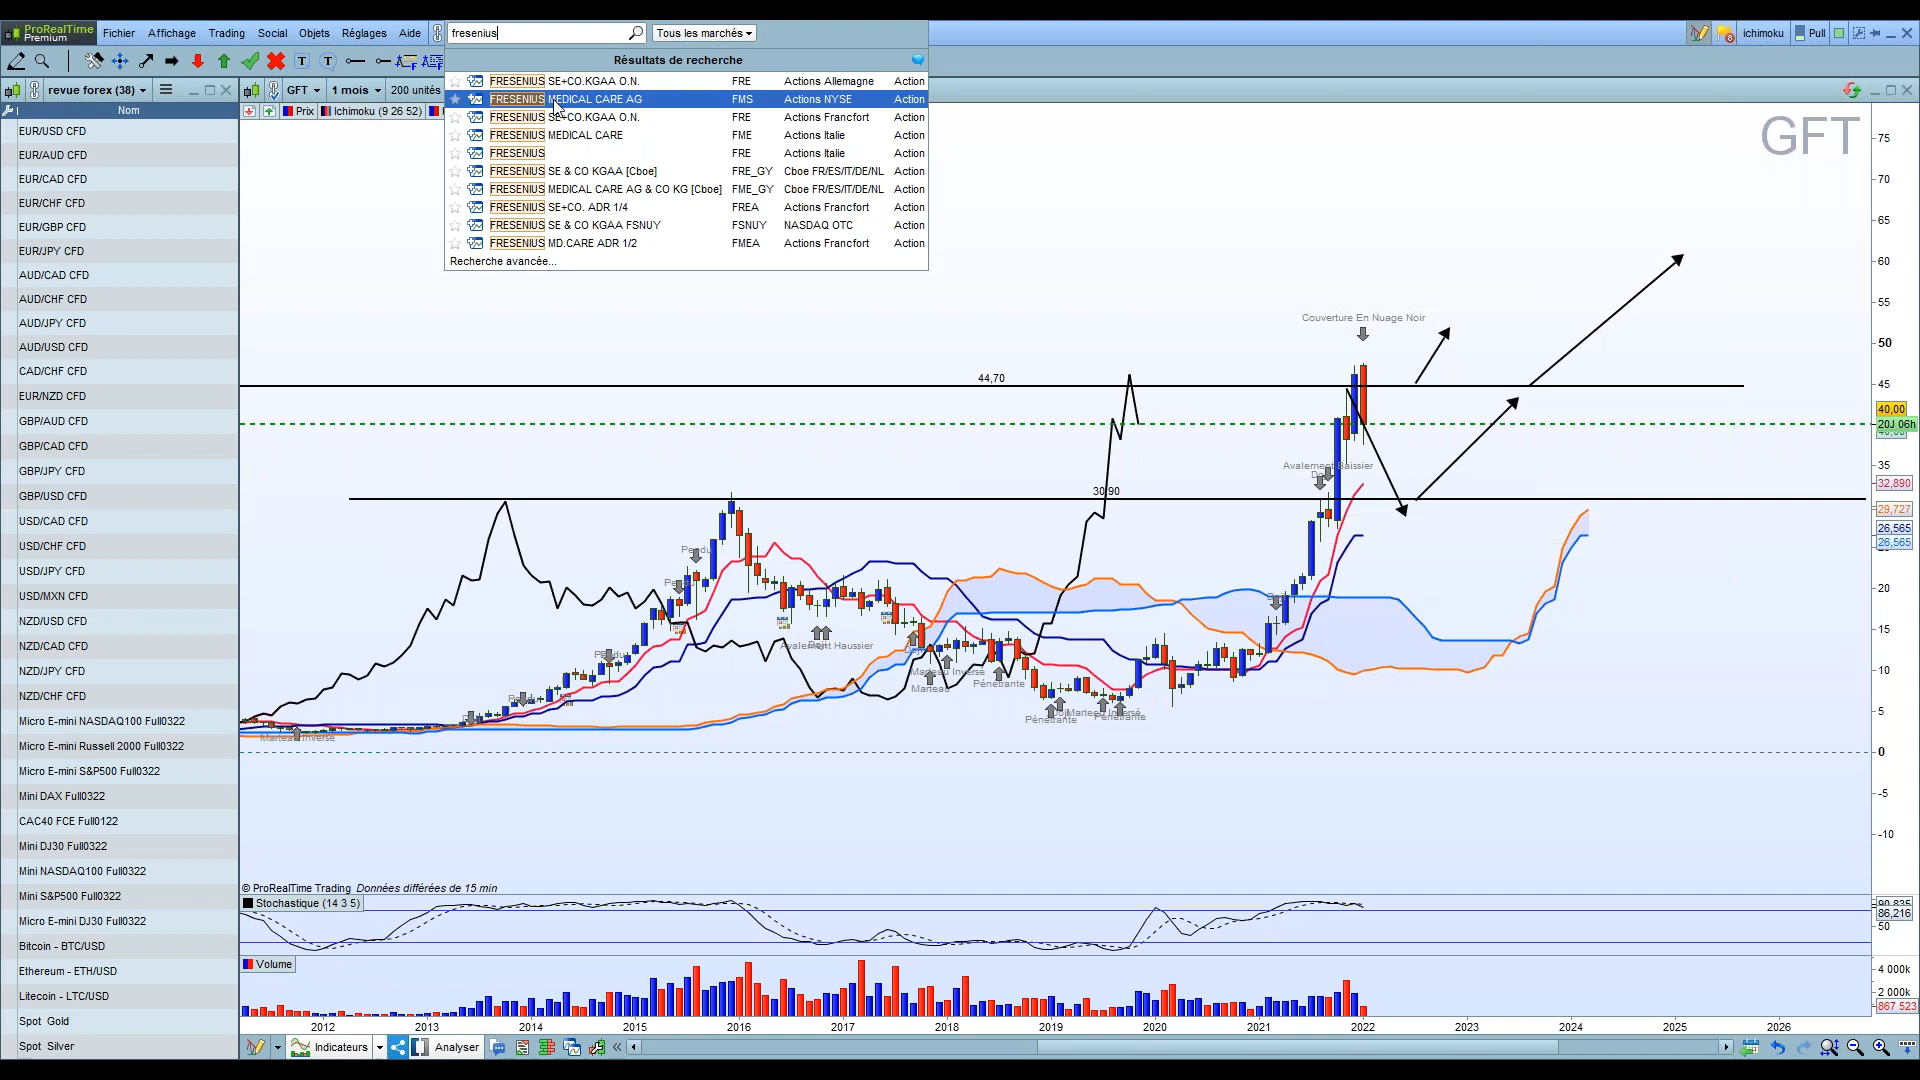 ProRealTime
Premium
Fichier Affichage Trading Social Objets Réglages Aide
fresenius
Tous les marchés
ichimoku
Pull
Résultats de recherche
FRESENIUS SE+CO.KGAA O.N. FRE Actions Allemagne Action
FRESENIUS MEDICAL CARE AG FMS Actions NYSE Action
FRESENIUS SE+CO.KGAA O.N. FRE Actions Francfort Action
FRESENIUS MEDICAL CARE FME Actions Italie Action
FRESENIUS FRE Actions Italie Action
FRESENIUS SE & CO KGAA [Cboe] FRE_GY Cboe FR/ES/IT/DE/NL Action
FRESENIUS MEDICAL CARE AG & CO KG [Cboe] FME_GY Cboe FR/ES/IT/DE/NL Action
FRESENIUS SE+CO. ADR 1/4 FREA Actions Francfort Action
FRESENIUS SE & CO KGAA FSNUY FSNUY NASDAQ OTC Action
FRESENIUS MD.CARE ADR 1/2 FMEA Actions Francfort Action
Recherche avancée...
revue forex (38)
GFT 1 mois 200 unités
Nom
Prix Ichimoku (9 26 52)
GFT
EUR/USD CFD
EUR/AUD CFD
EUR/CAD CFD
EUR/CHF CFD
EUR/GBP CFD
EUR/JPY CFD
AUD/CAD CFD
AUD/CHF CFD
AUD/JPY CFD
AUD/USD CFD
CAD/CHF CFD
EUR/NZD CFD
GBP/AUD CFD
GBP/CAD CFD
GBP/JPY CFD
GBP/USD CFD
USD/CAD CFD
USD/CHF CFD
USD/JPY CFD
USD/MXN CFD
NZD/USD CFD
NZD/CAD CFD
NZD/JPY CFD
NZD/CHF CFD
Micro E-mini NASDAQ100 Full0322
Micro E-mini Russell 2000 Full0322
Micro E-mini S&P500 Full0322
Mini DAX Full0322
CAC40 FCE Full0122
Mini DJ30 Full0322
Mini NASDAQ100 Full0322
Mini S&P500 Full0322
Micro E-mini DJ30 Full0322
Bitcoin - BTC/USD
Ethereum - ETH/USD
Litecoin - LTC/USD
Spot Gold
Spot Silver
Couverture En Nuage Noir
44,70
Avalement Baissier
30,90
Avalement Haussier
Marteau Inversé
Marteau
Pénétrante
Pénétrante
Marteau Inversé
Pénétrante
Marteau Inversé
75
70
65
60
55
50
45
40,00
20J 06h
35
32,890
29,727
26,565
26,565
20
15
10
5
0
-5
-10
© ProRealTime Trading Données différées de 15 min
Stochastique (14 3 5)
90,835
86,216
50
Volume
4 000k
2 000k
867 523
2012 2013 2014 2015 2016 2017 2018 2019 2020 2021 2022 2023 2024 2025 2026
Indicateurs
Analyser